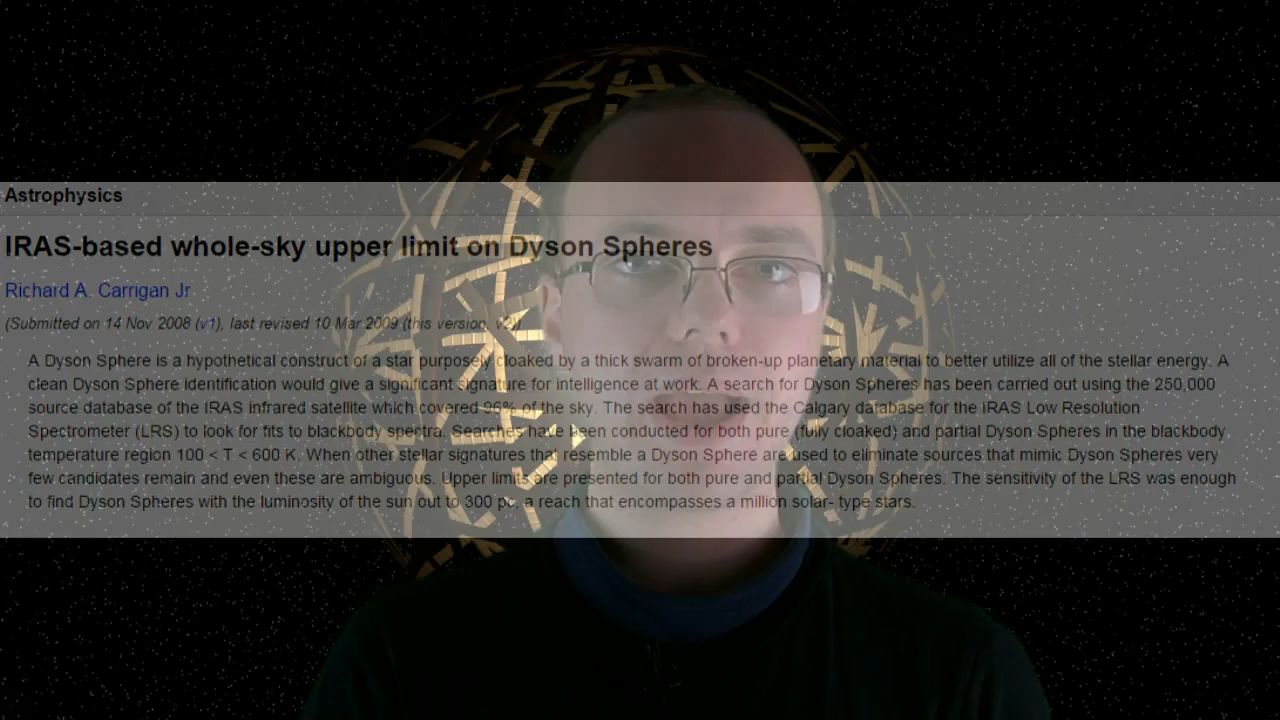 Astrophysics
IRAS-based whole-sky upper limit on Dyson Spheres
Richard A. Carrigan Jr
(Submitted on 14 Nov 2008 (v1), last revised 10 Mar 2009 (this version, v2))
A Dyson Sphere is a hypothetical construct of a star purposely cloaked by a thick swarm of broken-up planetary material to better utilize all of the stellar energy. A
clean Dyson Sphere identification would give a significant signature for intelligence at work. A search for Dyson Spheres has been carried out using the 250,000
source database of the IRAS infrared satellite which covered 96% of the sky. The search has used the Calgary database for the IRAS Low Resolution
Spectrometer (LRS) to look for fits to blackbody spectra. Searches have been conducted for both pure (fully cloaked) and partial Dyson Spheres in the blackbody
temperature region 100 < T < 600 K. When other stellar signatures that resemble a Dyson Sphere are used to eliminate sources that mimic Dyson Spheres very
few candidates remain and even these are ambiguous. Upper limits are presented for both pure and partial Dyson Spheres. The sensitivity of the LRS was enough
to find Dyson Spheres with the luminosity of the sun out to 300 pc, a reach that encompasses a million solar- type stars.